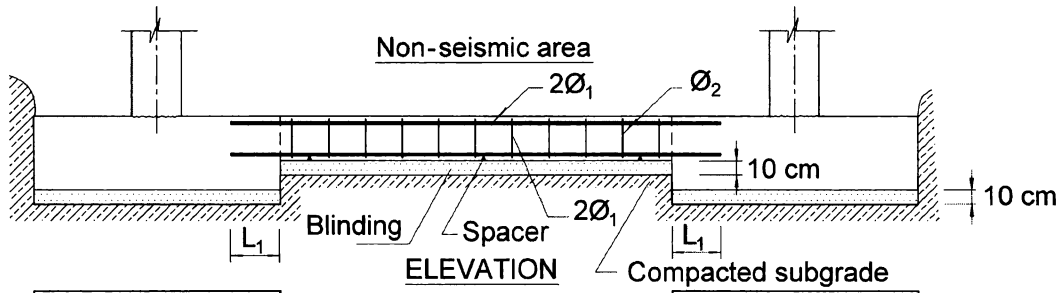 Non-seismic area
2Ø₁
Ø₂
10 cm
10 cm
Blinding
Spacer
2Ø₁
L₁
L₁
ELEVATION
Compacted subgrade